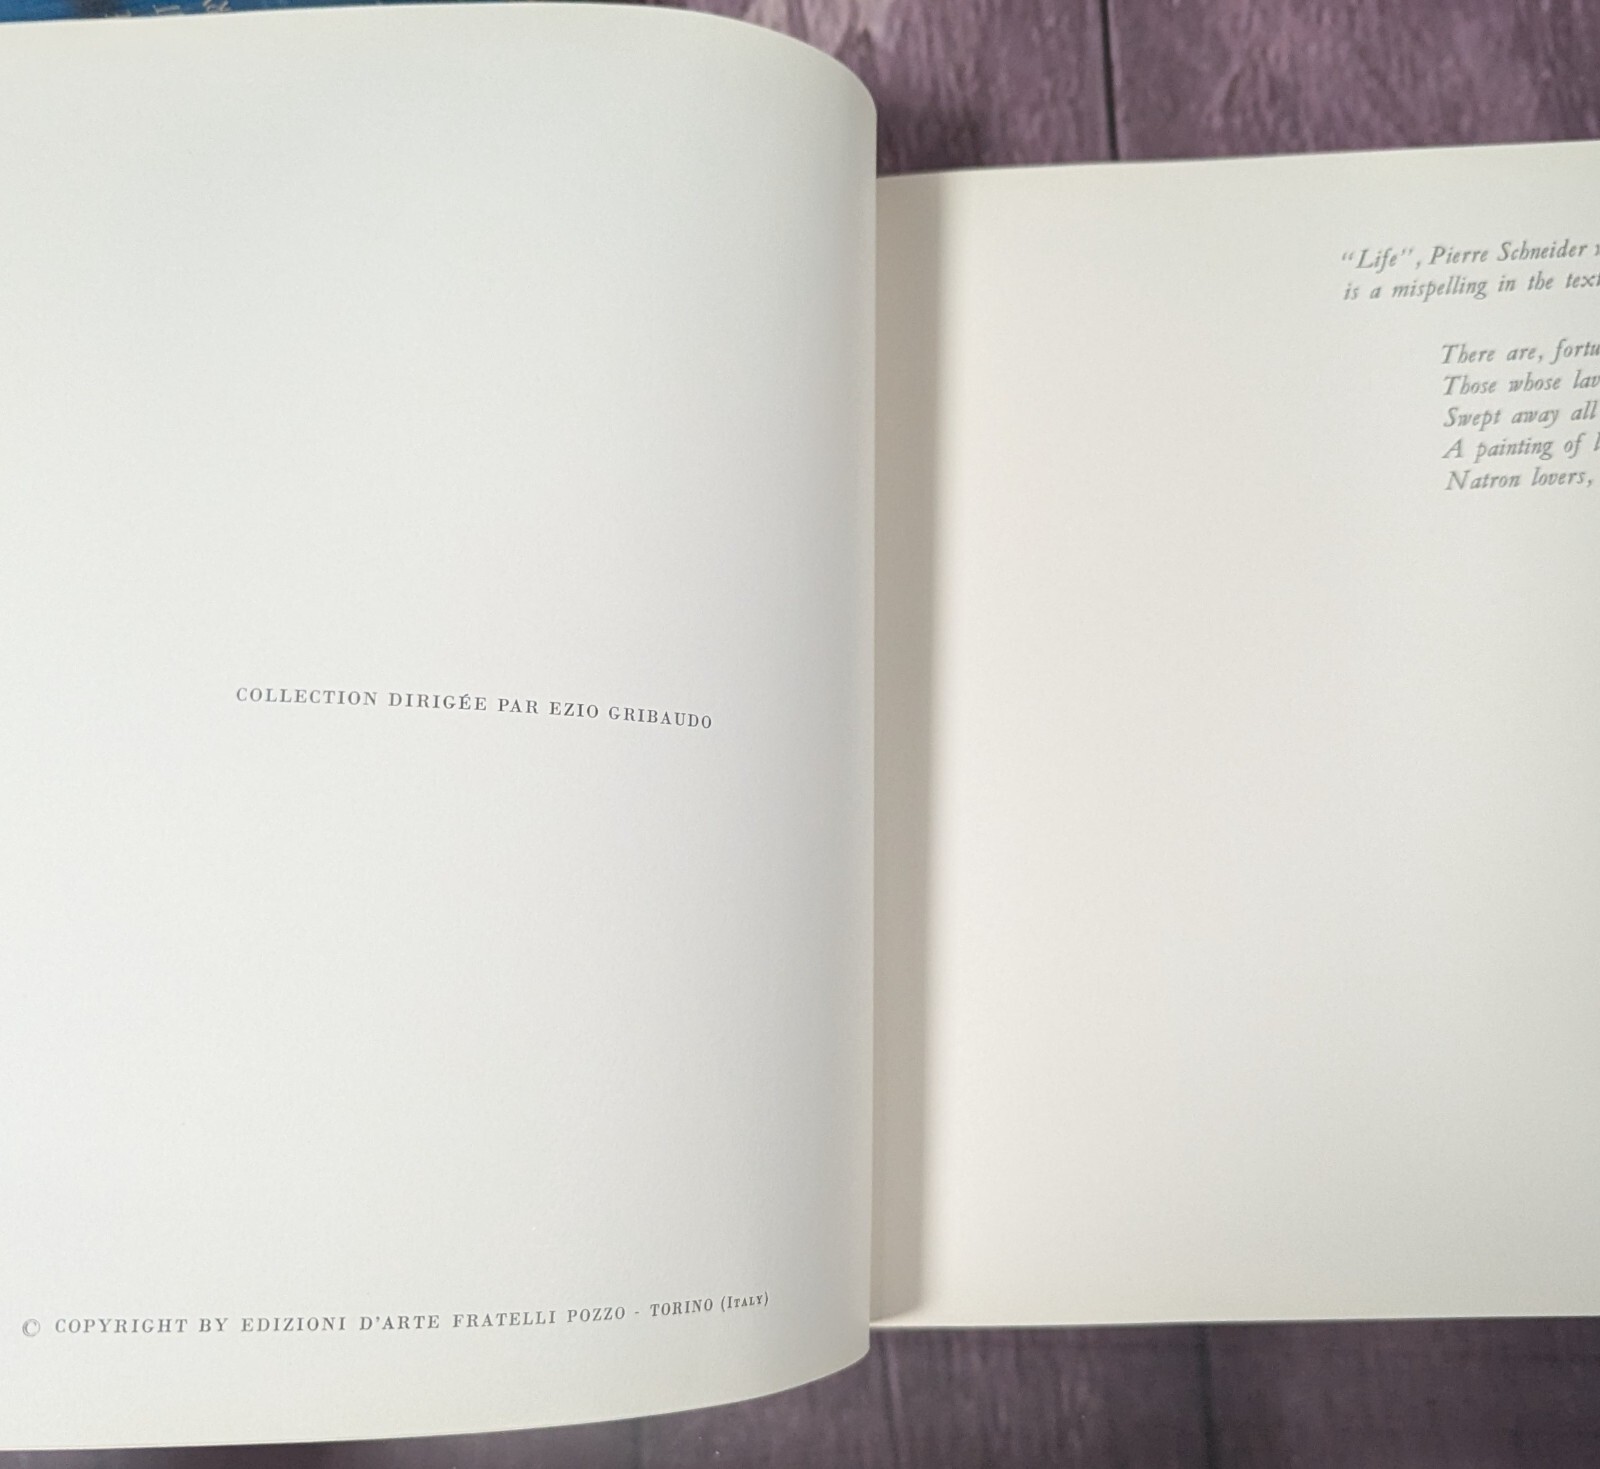 COLLECTION DIRIGÉE PAR EZIO GRIBAUDO
© COPYRIGHT BY EDIZIONI D'ARTE FRATELLI POZZO - TORINO (ITALY)
"Life", Pierre Schneider
is a mispelling in the text
There are,
Those whose
Swept away all
A painting of
Natron lovers,